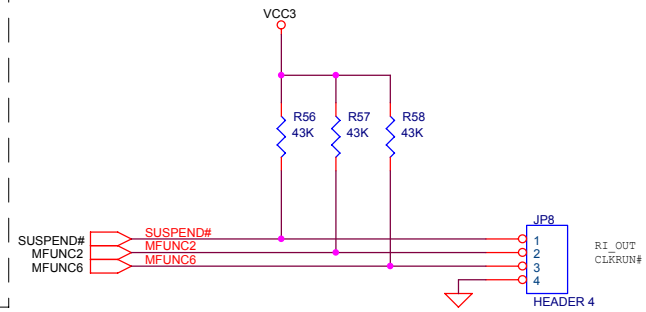 VCC3
R56
43K
R57
43K
R58
43K
SUSPEND#
MFUNC2
MFUNC6
SUSPEND#
MFUNC2
MFUNC6
JP8
1
2
3
4
HEADER 4
RI_OUT
CLKRUN#